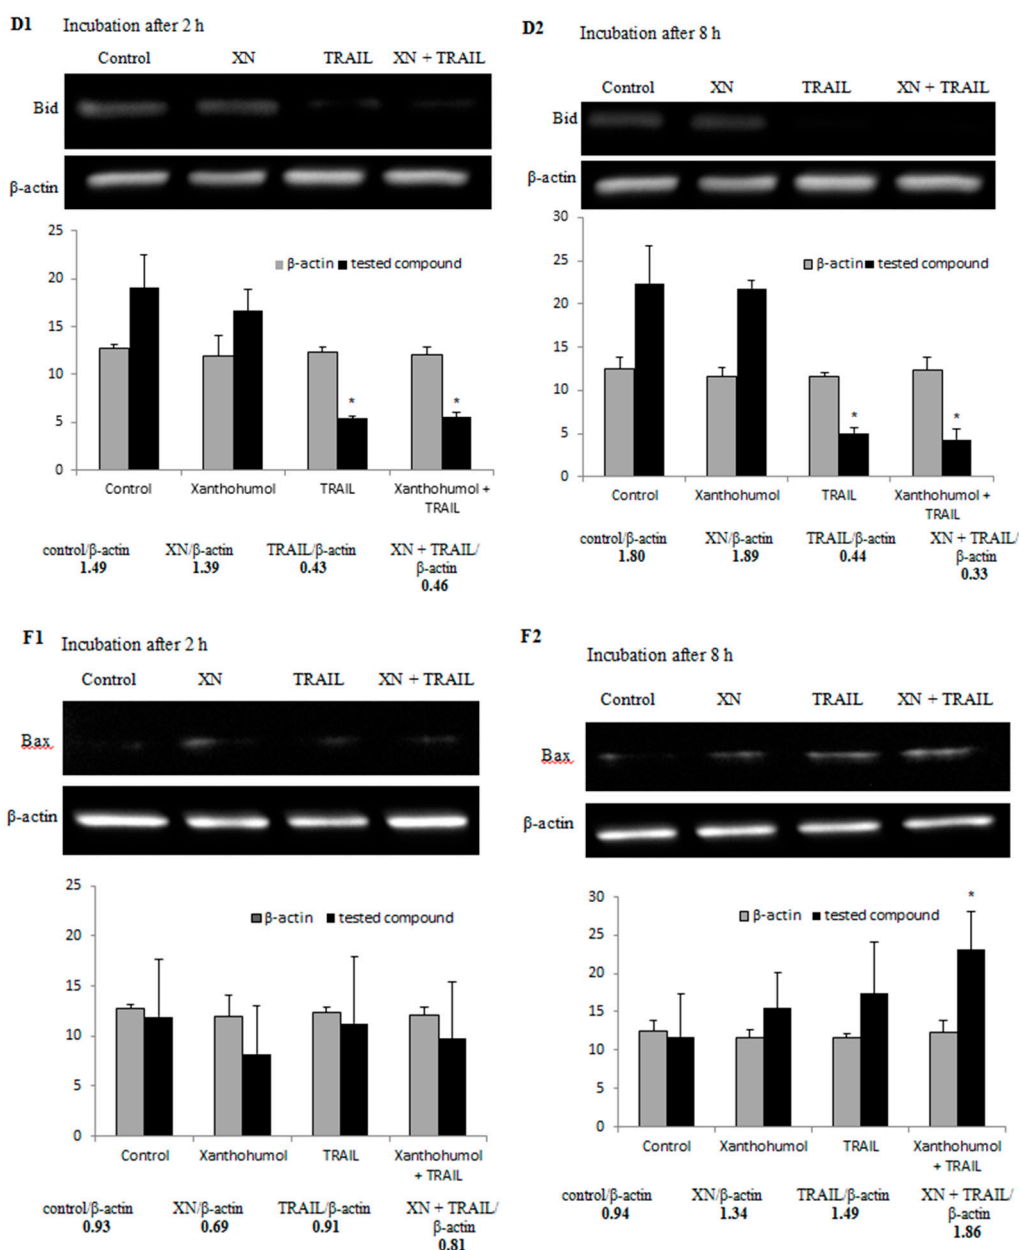 D1 Incubation after 2 h
Control XN TRAIL XN + TRAIL
Bid
β-actin
25
20
15
10
5
0
β-actin tested compound
* *
Control Xanthohumol TRAIL Xanthohumol +
TRAIL
control/β-actin XN/β-actin TRAIL/β-actin XN + TRAIL/
β-actin
1.49 1.39 0.43 0.46
D2 Incubation after 8 h
Control XN TRAIL XN + TRAIL
Bid
β-actin
30
25
20
15
10
5
0
β-actin tested compound
* *
Control Xanthohumol TRAIL Xanthohumol +
TRAIL
control/β-actin XN/β-actin TRAIL/β-actin XN + TRAIL/
β-actin
1.80 1.89 0.44 0.33
F1 Incubation after 2 h
Control XN TRAIL XN + TRAIL
Bax
β-actin
25
20
15
10
5
0
β-actin tested compound
Control Xanthohumol TRAIL Xanthohumol
+ TRAIL
control/β-actin XN/β-actin TRAIL/β-actin XN + TRAIL/
β-actin
0.93 0.69 0.91 0.81
F2 Incubation after 8 h
Control XN TRAIL XN + TRAIL
Bax
β-actin
30
25
20
15
10
5
0
β-actin tested compound
*
Control Xanthohumol TRAIL Xanthohumol
+ TRAIL
control/β-actin XN/β-actin TRAIL/β-actin XN + TRAIL/
β-actin
0.94 1.34 1.49 1.86